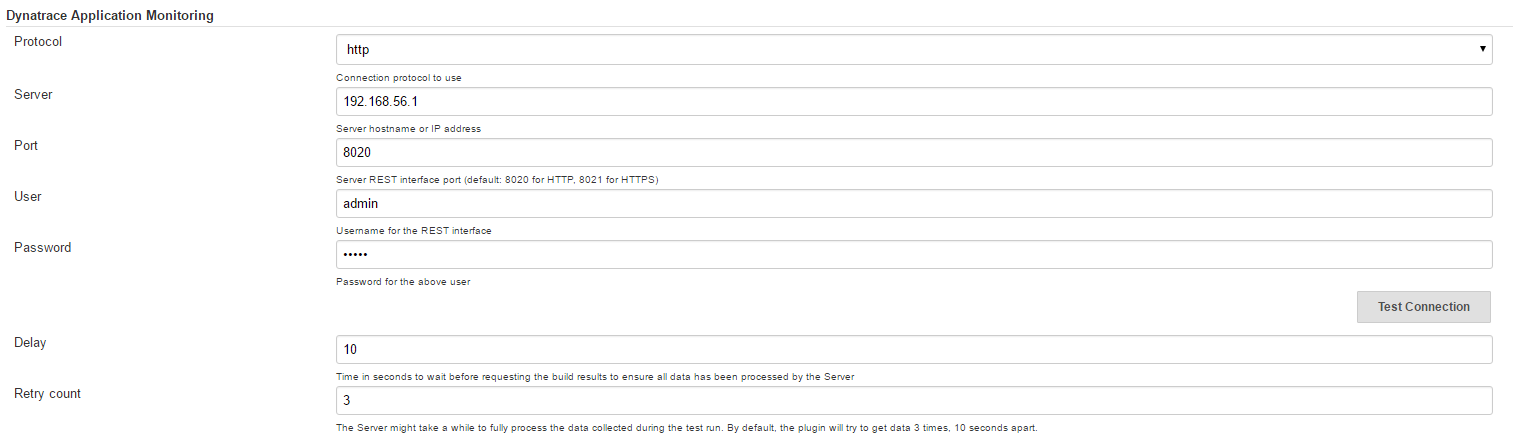 Dynatrace Application Monitoring
Protocol
http
Connection protocol to use
Server
192.168.56.1
Server hostname or IP address
Port
8020
Server REST interface port (default: 8020 for HTTP, 8021 for HTTPS)
User
admin
Username for the REST interface
Password
•••••
Password for the above user
Test Connection
Delay
10
Time in seconds to wait before requesting the build results to ensure all data has been processed by the Server
Retry count
3
The Server might take a while to fully process the data collected during the test run. By default, the plugin will try to get data 3 times, 10 seconds apart.